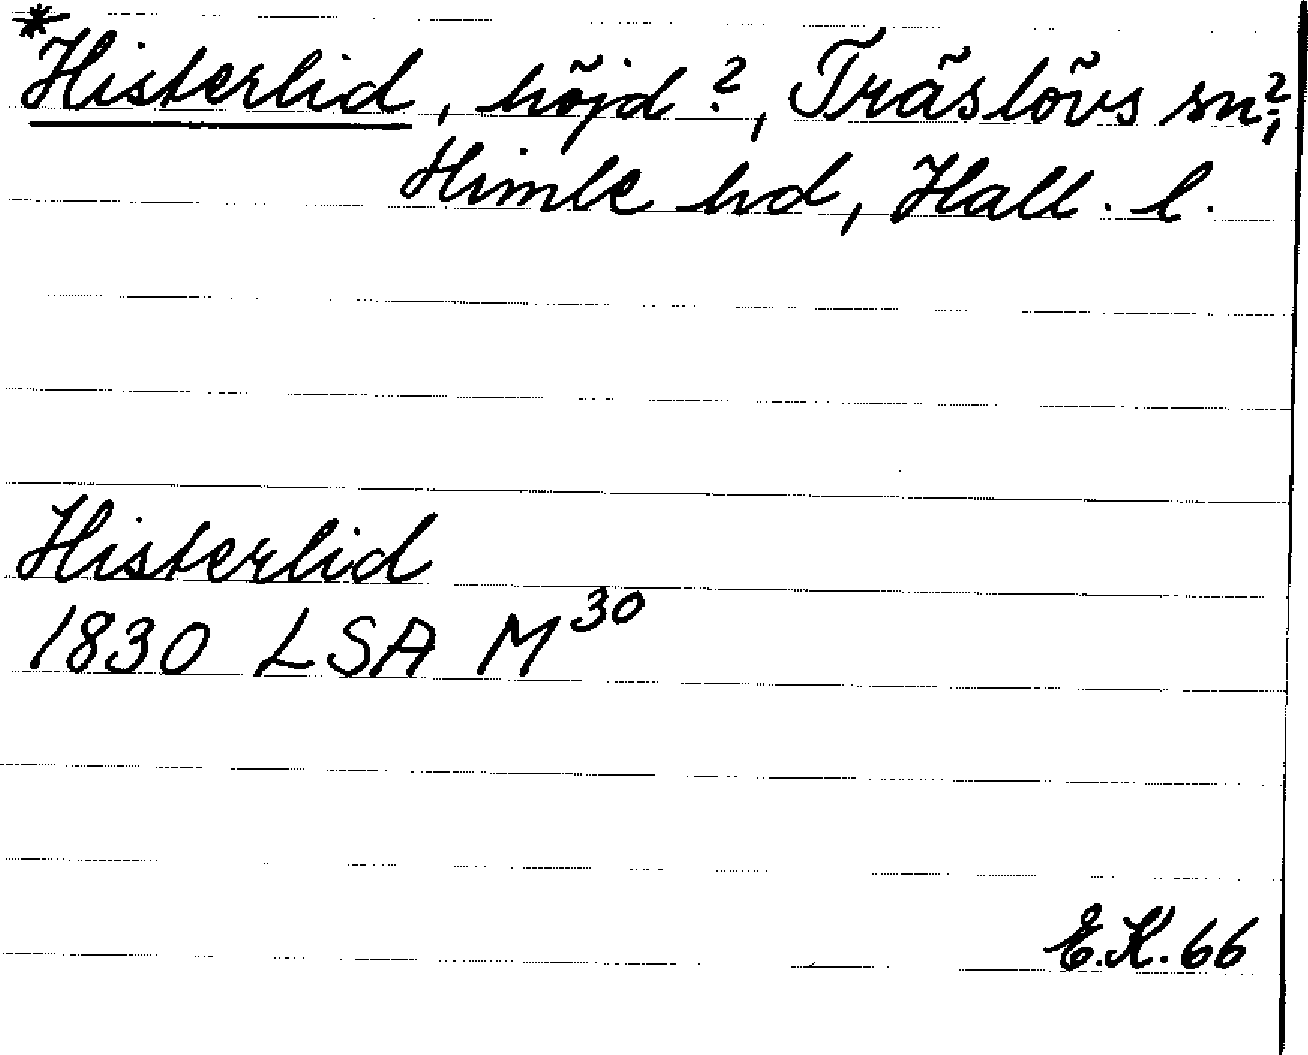 *Histerlid, höjd?, Träslövs sn?,
Himle hd, Hall. l.
Histerlid
1830 LSA M³⁰
E.K. 66